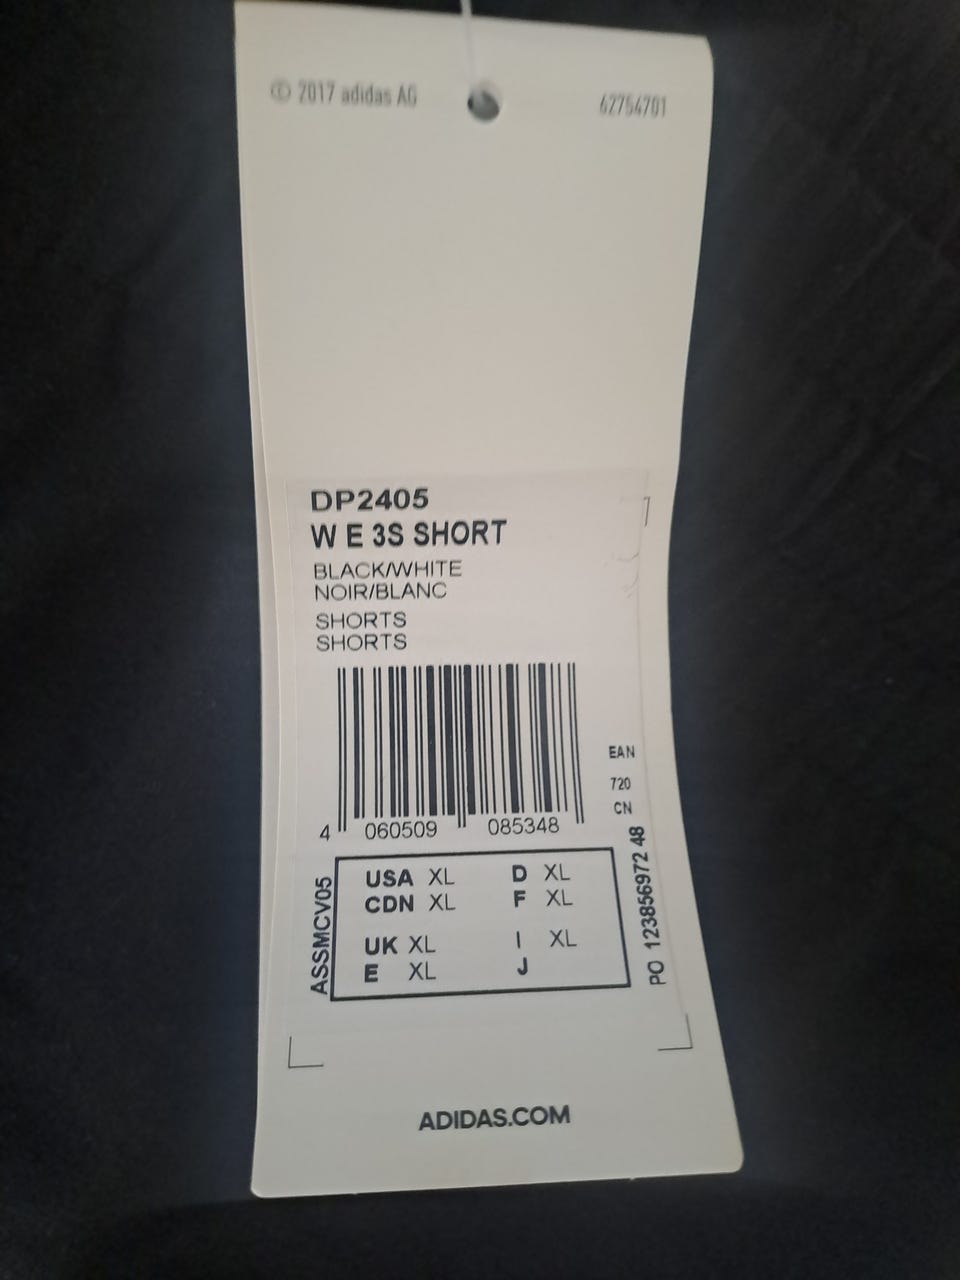 © 2017 adidas AG
62754701
DP2405
W E 3S SHORT
BLACK/WHITE
NOIR/BLANC
SHORTS
SHORTS
4 060509 085348
EAN
720
CN
PO 123856972 48
ASSMCV05
USA XL D XL
CDN XL F XL
UK XL I XL
E XL J
ADIDAS.COM